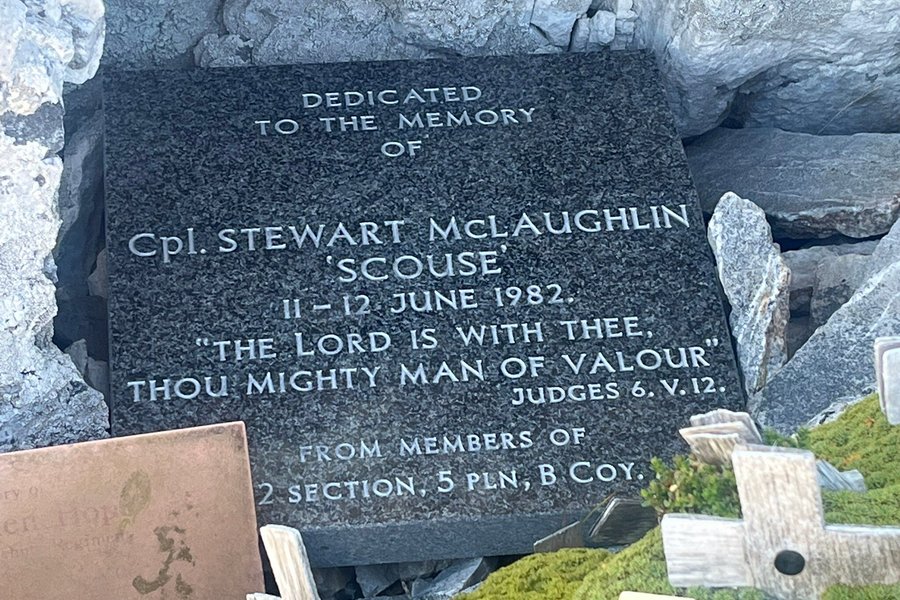 DEDICATED
TO THE MEMORY
OF
Cpl. STEWART McLAUGHLIN
'SCOUSE'
11 – 12 JUNE 1982.
"THE LORD IS WITH THEE,
THOU MIGHTY MAN OF VALOUR"
JUDGES 6. V. 12.
FROM MEMBERS OF
2 SECTION, 5 PLN, B COY.